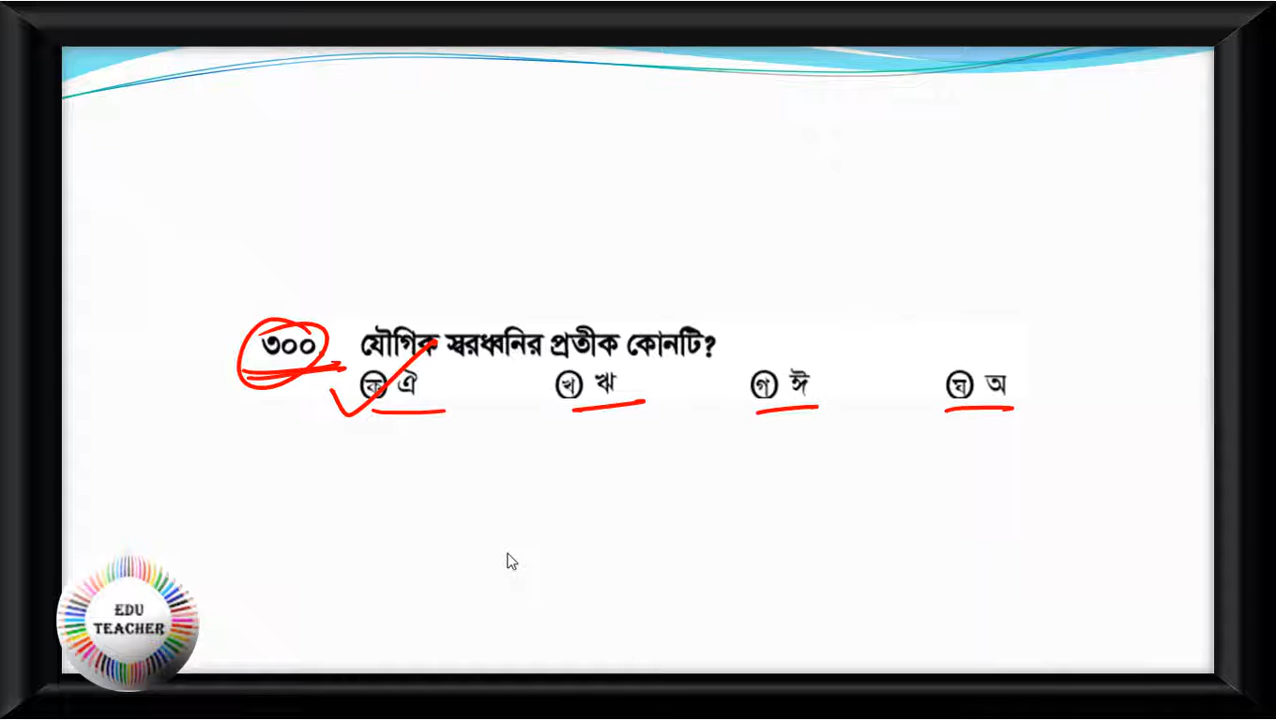 ৩০০ যৌগিক স্বরধ্বনির প্রতীক কোনটি?
ক ঐ খ ঋ গ ঈ ঘ অ
EDU
TEACHER